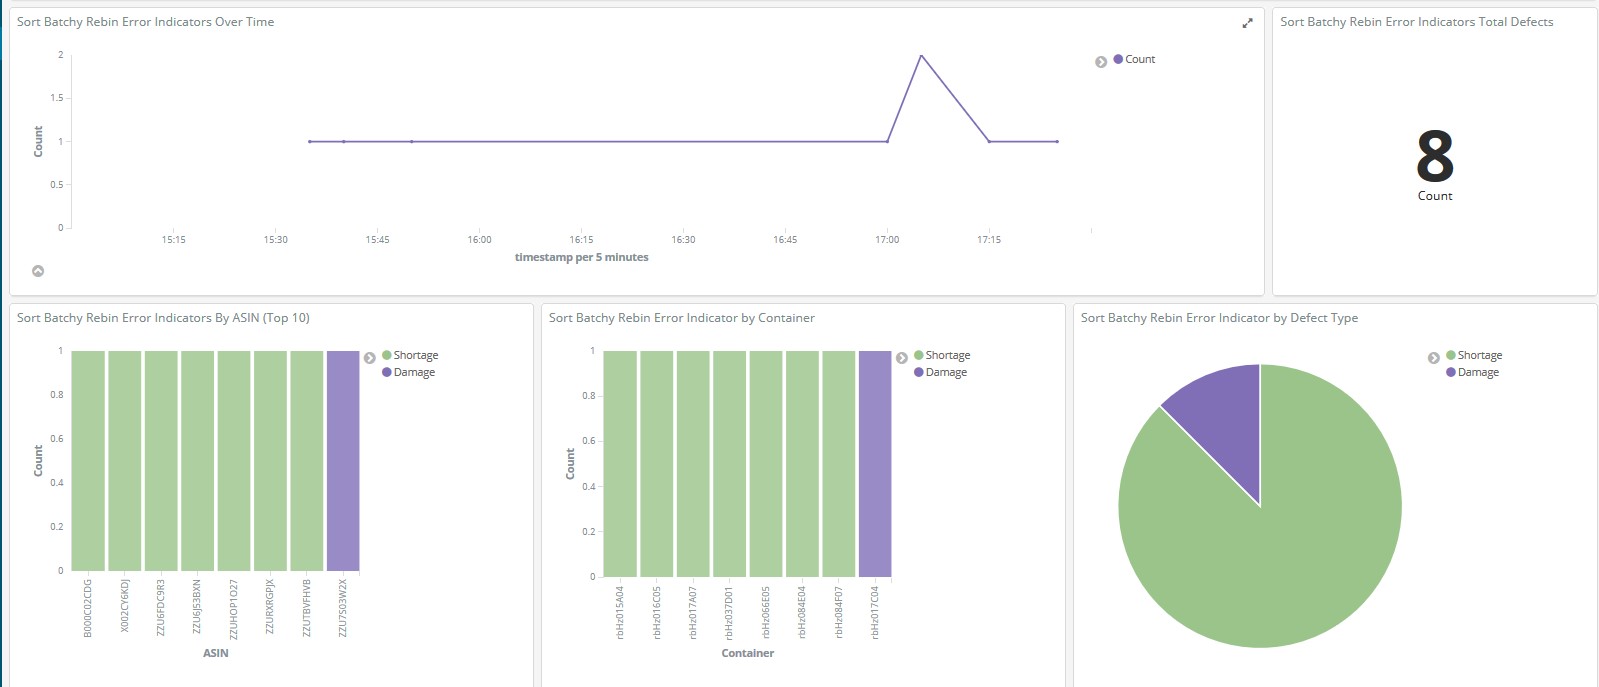 Sort Batchy Rebin Error Indicators Over Time
2
1.5
1
0.5
0
Count
15:15 15:30 15:45 16:00 16:15 16:30 16:45 17:00 17:15
timestamp per 5 minutes
Count
Sort Batchy Rebin Error Indicators Total Defects
8
Count
Sort Batchy Rebin Error Indicators By ASIN (Top 10)
1
0.8
0.6
0.4
0.2
0
Count
B000C02CDG
X002CY6KDJ
ZZU6FDC9R3
ZZU6JS3BXN
ZZUHOP1O27
ZZURXRGPJX
ZZUTBVFHVB
ZZU7S03W2X
ASIN
Shortage
Damage
Sort Batchy Rebin Error Indicator by Container
1
0.8
0.6
0.4
0.2
0
Count
rbHz015A04
rbHz016C05
rbHz017A07
rbHz037D01
rbHz066E05
rbHz084E04
rbHz084F07
rbHz017C04
Container
Shortage
Damage
Sort Batchy Rebin Error Indicator by Defect Type
Shortage
Damage